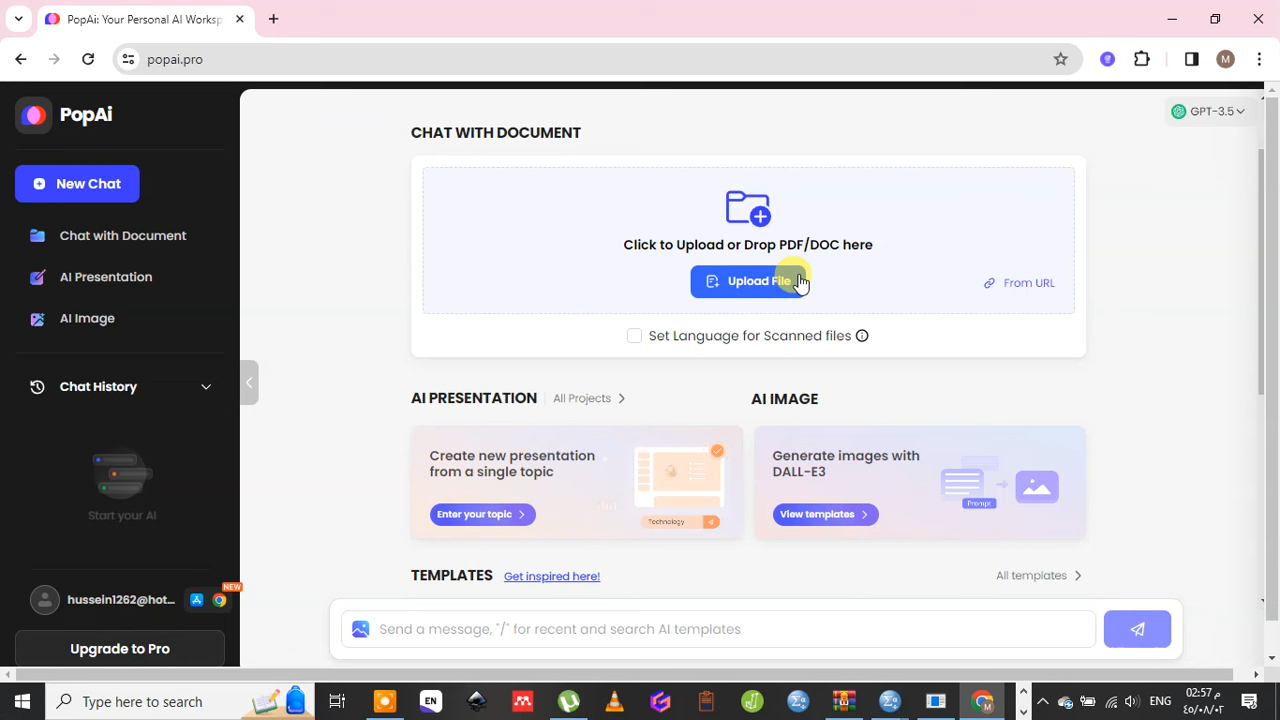 PopAi: Your Personal AI Worksp
popai.pro
M
PopAi
New Chat
Chat with Document
AI Presentation
AI Image
Chat History
Start your AI
hussein1262@hot...
NEW
Upgrade to Pro
GPT-3.5
CHAT WITH DOCUMENT
Click to Upload or Drop PDF/DOC here
Upload File
From URL
Set Language for Scanned files
AI PRESENTATION
All Projects
AI IMAGE
Create new presentation
from a single topic
Enter your topic
Technology
Generate images with
DALL-E3
View templates
Prompt
TEMPLATES
Get inspired here!
All templates
Send a message, "/" for recent and search AI templates
Type here to search
EN
ENG
02:57 م